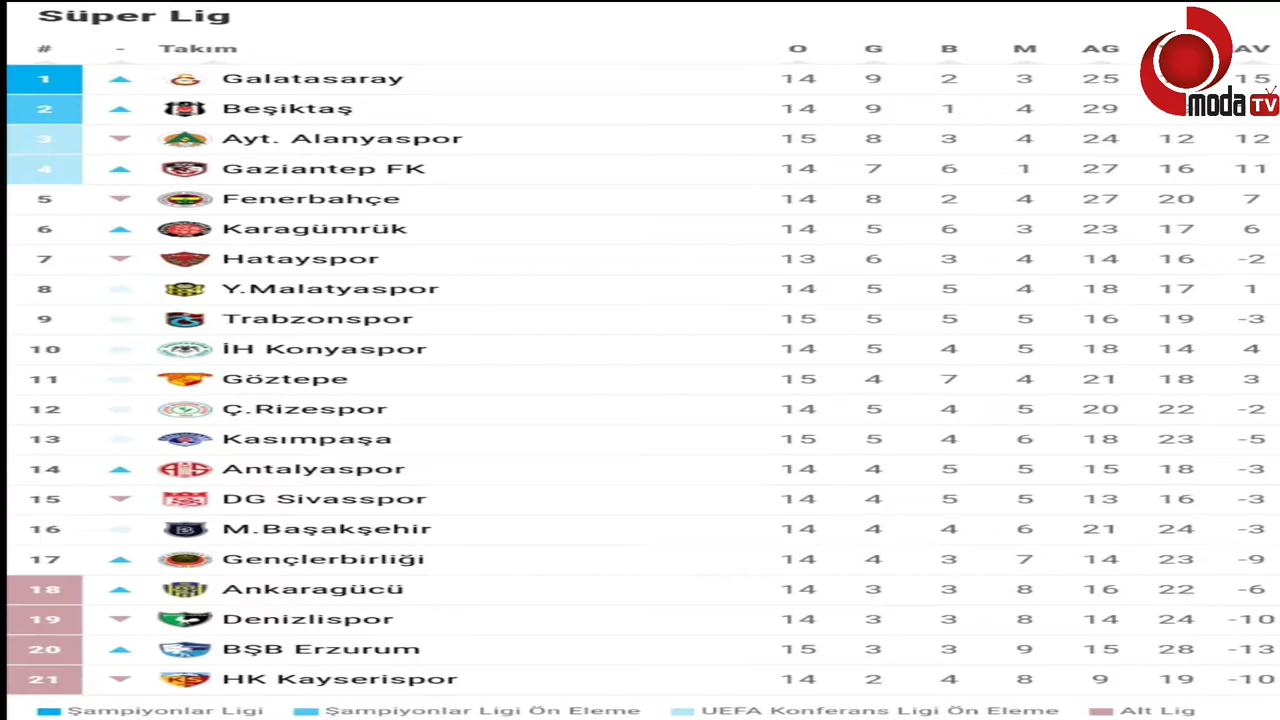 Süper Lig
# - Takım O G B M AG AV
1 Galatasaray 14 9 2 3 25 15
2 Beşiktaş 14 9 1 4 29
3 Ayt. Alanyaspor 15 8 3 4 24 12 12
4 Gaziantep FK 14 7 6 1 27 16 11
5 Fenerbahçe 14 8 2 4 27 20 7
6 Karagümrük 14 5 6 3 23 17 6
7 Hatayspor 13 6 3 4 14 16 -2
8 Y.Malatyaspor 14 5 5 4 18 17 1
9 Trabzonspor 15 5 5 5 16 19 -3
10 İH Konyaspor 14 5 4 5 18 14 4
11 Göztepe 15 4 7 4 21 18 3
12 Ç.Rizespor 14 5 4 5 20 22 -2
13 Kasımpaşa 15 5 4 6 18 23 -5
14 Antalyaspor 14 4 5 5 15 18 -3
15 DG Sivasspor 14 4 5 5 13 16 -3
16 M.Başakşehir 14 4 4 6 21 24 -3
17 Gençlerbirliği 14 4 3 7 14 23 -9
18 Ankaragücü 14 3 3 8 16 22 -6
19 Denizlispor 14 3 3 8 14 24 -10
20 BŞB Erzurum 15 3 3 9 15 28 -13
21 HK Kayserispor 14 2 4 8 9 19 -10
Şampiyonlar Ligi Şampiyonlar Ligi Ön Eleme UEFA Konferans Ligi Ön Eleme Alt Lig
moda TV